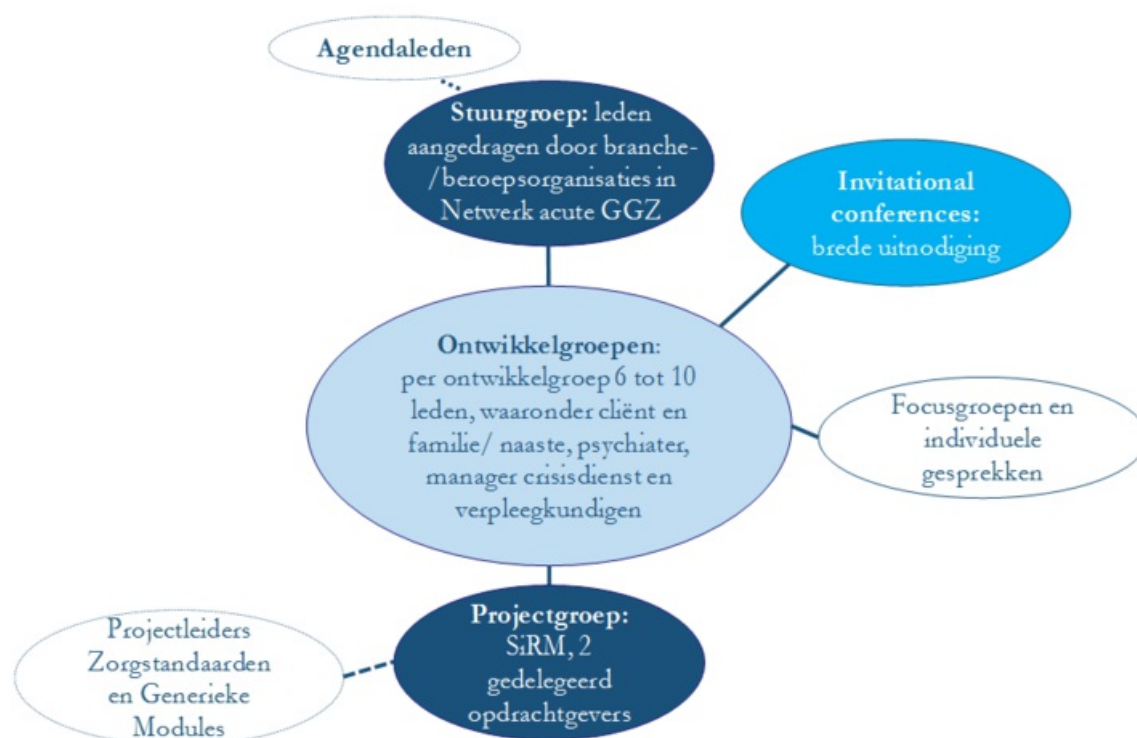 Agendaleden
Stuurgroep: leden
aangedragen door branche-
/beroepsorganisaties in
Netwerk acute GGZ
Invitational
conferences:
brede uitnodiging
Ontwikkelgroepen:
per ontwikkelgroep 6 tot 10
leden, waaronder cliënt en
familie/ naaste, psychiater,
manager crisisdienst en
verpleegkundigen
Focusgroepen en
individuele
gesprekken
Projectgroep:
SiRM, 2
gedelegeerd
opdrachtgevers
Projectleiders
Zorgstandaarden
en Generieke
Modules